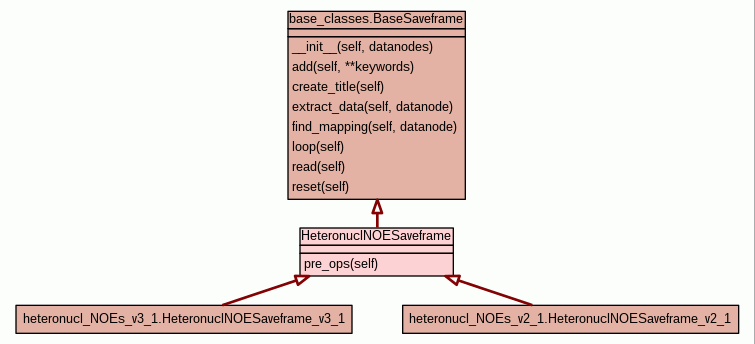 base_classes.BaseSaveframe
__init__(self, datanodes)
add(self, **keywords)
create_title(self)
extract_data(self, datanode)
find_mapping(self, datanode)
loop(self)
read(self)
reset(self)
HeteronuclNOESaveframe
pre_ops(self)
heteronucl_NOEs_v3_1.HeteronuclNOESaveframe_v3_1
heteronucl_NOEs_v2_1.HeteronuclNOESaveframe_v2_1